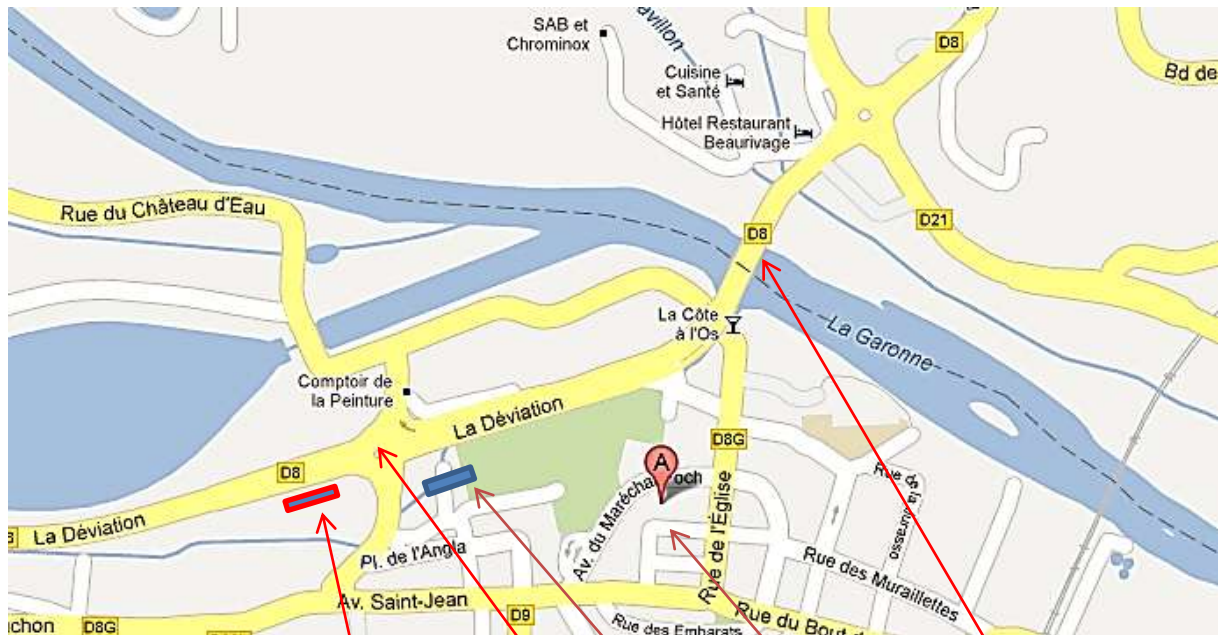 SAB et
Chrominox
avillon
D8
Bd de
Cuisine
et Santé
Hôtel Restaurant
Beaurivage
Rue du Château d'Eau
D21
D8
La Côte
à l'Os
La Garonne
Comptoir de
la Peinture
La Déviation
D8G
A
D8
Av. du Maréchal Foch
Rue de la
La Déviation
Pl. de l'Angla
Rue de l'Église
Rue des Muraillettes
Av. Saint-Jean
D9
Rue des Embarats
Rue du Bout d
uchon
D8G